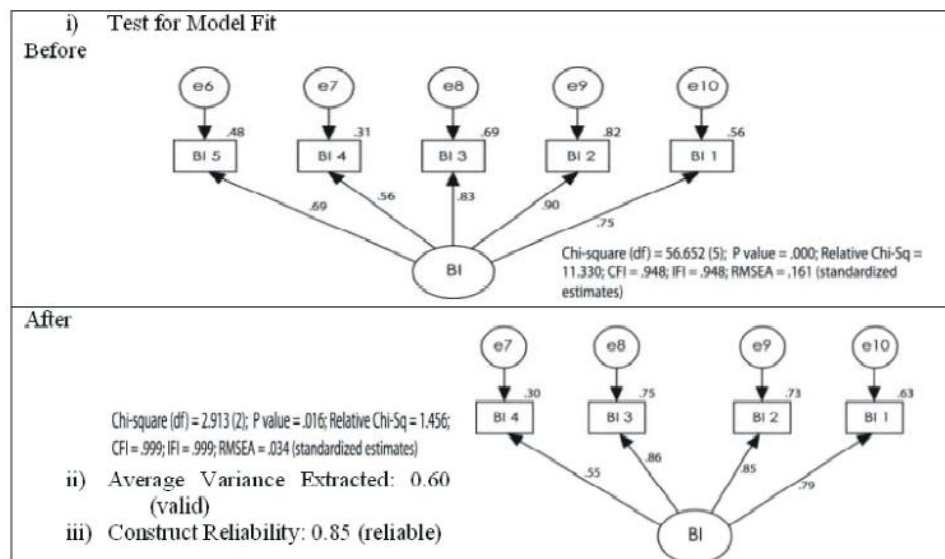 i) Test for Model Fit
Before
e6 e7 e8 e9 e10
.48 .31 .69 .82 .56
BI 5 BI 4 BI 3 BI 2 BI 1
.69 .56 .83 .90 .75
BI
Chi-square (df) = 56.652 (5); P value = .000; Relative Chi-Sq =
11.330; CFI = .948; IFI = .948; RMSEA = .161 (standardized
estimates)
After
e7 e8 e9 e10
.30 .75 .73 .63
BI 4 BI 3 BI 2 BI 1
.55 .86 .85 .79
BI
Chi-square (df) = 2.913 (2); P value = .016; Relative Chi-Sq = 1.456;
CFI = .999; IFI = .999; RMSEA = .034 (standardized estimates)
ii) Average Variance Extracted: 0.60
(valid)
iii) Construct Reliability: 0.85 (reliable)